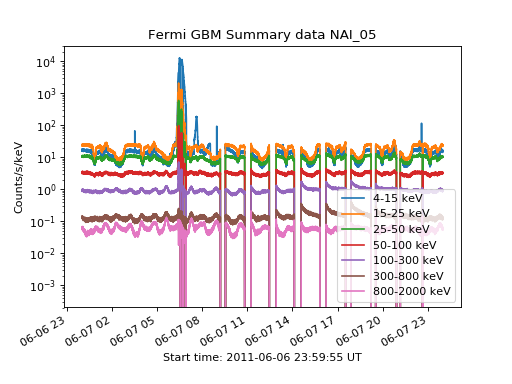 Fermi GBM Summary data NAI_05
Counts/s/keV
10⁴
10³
10²
10¹
10⁰
10⁻¹
10⁻²
10⁻³
4-15 keV
15-25 keV
25-50 keV
50-100 keV
100-300 keV
300-800 keV
800-2000 keV
06-06 23
06-07 02
06-07 05
06-07 08
06-07 11
06-07 14
06-07 17
06-07 20
06-07 23
Start time: 2011-06-06 23:59:55 UT